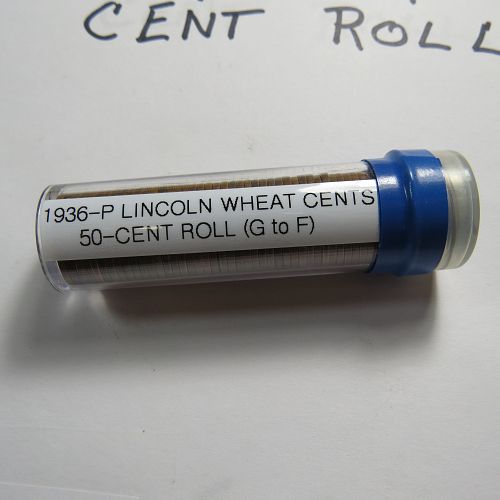 CENT ROLL
1936-P LINCOLN WHEAT CENTS
50-CENT ROLL (G to F)